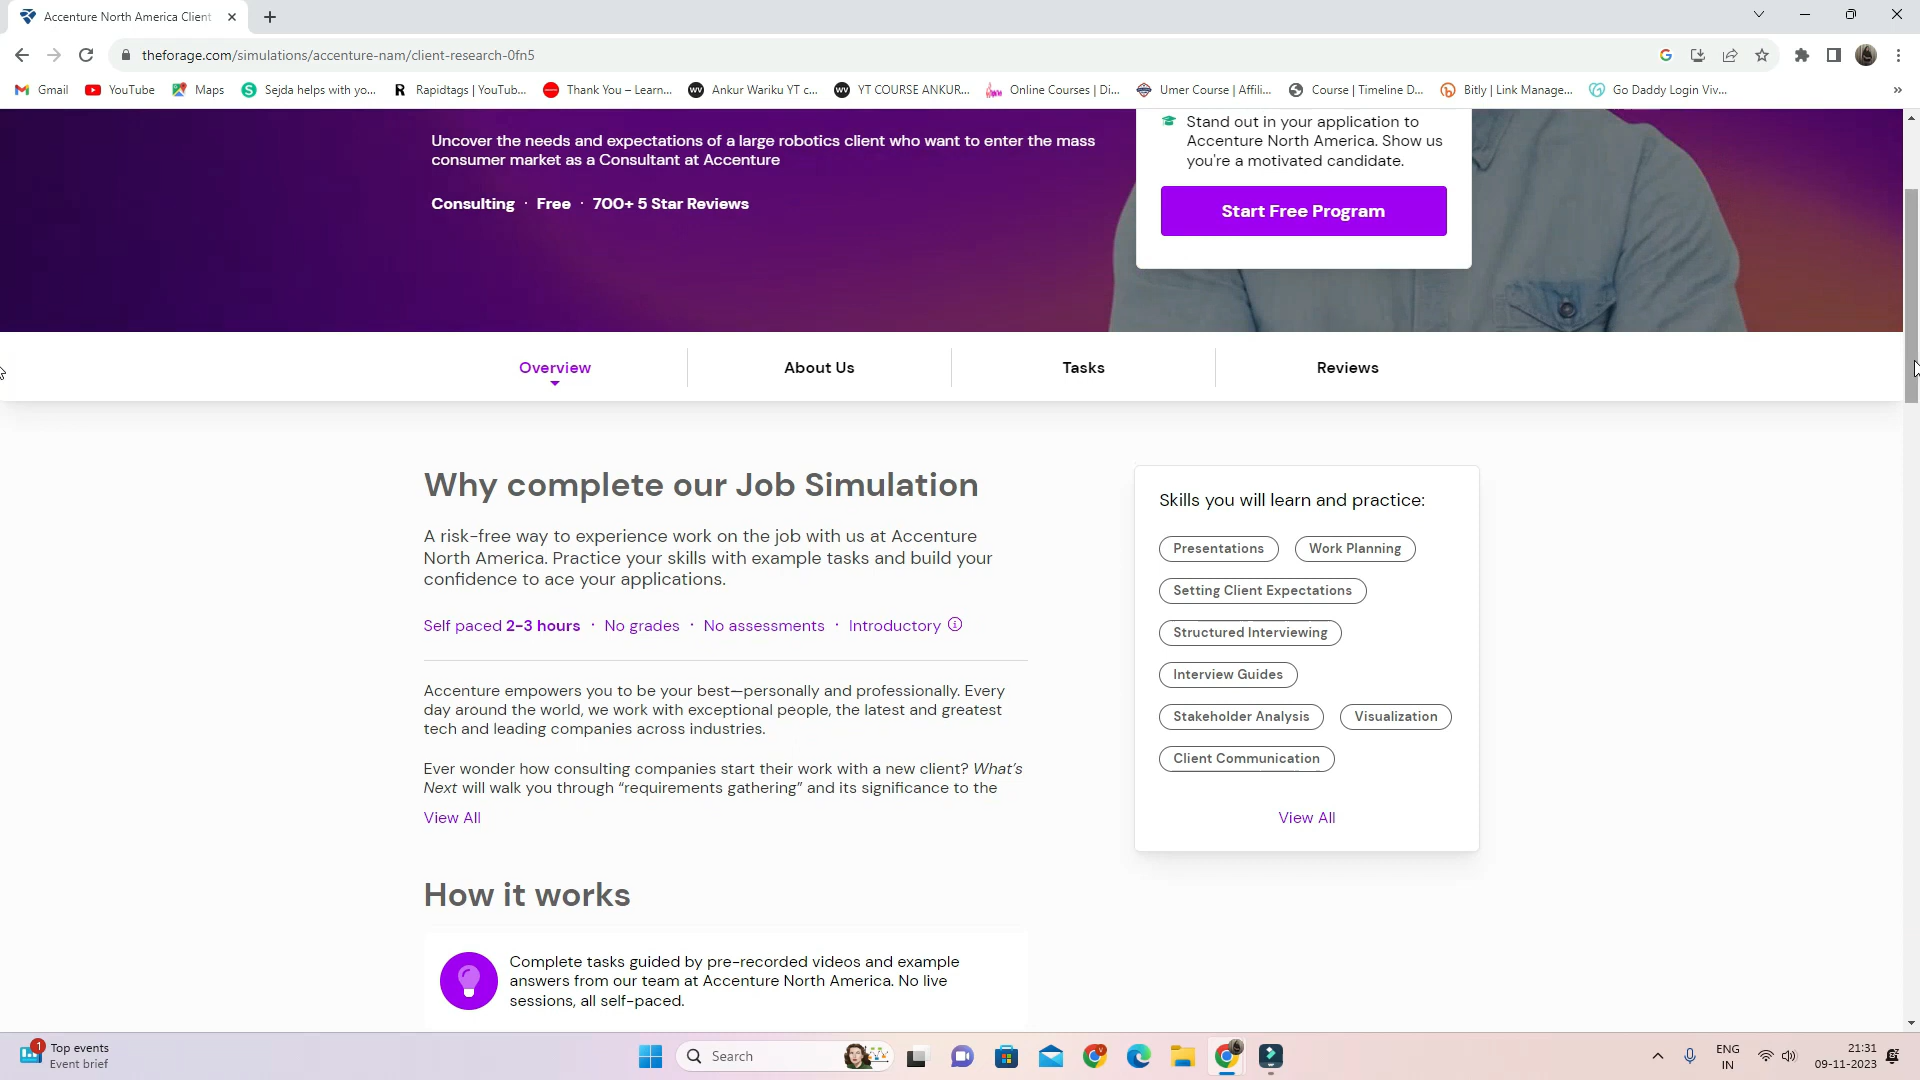 Accenture North America Client
theforage.com/simulations/accenture-nam/client-research-0fn5
Gmail YouTube Maps Sejda helps with yo... Rapidtags | YouTub... Thank You – Learn... Ankur Wariku YT c... YT COURSE ANKUR... Online Courses | Di... Umer Course | Affili... Course | Timeline D... Bitly | Link Manage... Go Daddy Login Viv... »
Uncover the needs and expectations of a large robotics client who want to enter the mass
consumer market as a Consultant at Accenture
Consulting · Free · 700+ 5 Star Reviews
Stand out in your application to
Accenture North America. Show us
you're a motivated candidate.
Start Free Program
Overview About Us Tasks Reviews
Why complete our Job Simulation
A risk-free way to experience work on the job with us at Accenture
North America. Practice your skills with example tasks and build your
confidence to ace your applications.
Self paced 2-3 hours · No grades · No assessments · Introductory
Accenture empowers you to be your best—personally and professionally. Every
day around the world, we work with exceptional people, the latest and greatest
tech and leading companies across industries.
Ever wonder how consulting companies start their work with a new client? What's
Next will walk you through “requirements gathering” and its significance to the
View All
Skills you will learn and practice:
Presentations Work Planning
Setting Client Expectations
Structured Interviewing
Interview Guides
Stakeholder Analysis Visualization
Client Communication
View All
How it works
Complete tasks guided by pre-recorded videos and example
answers from our team at Accenture North America. No live
sessions, all self-paced.
1
Top events
Event brief
Search
ENG
IN
21:31
09-11-2023